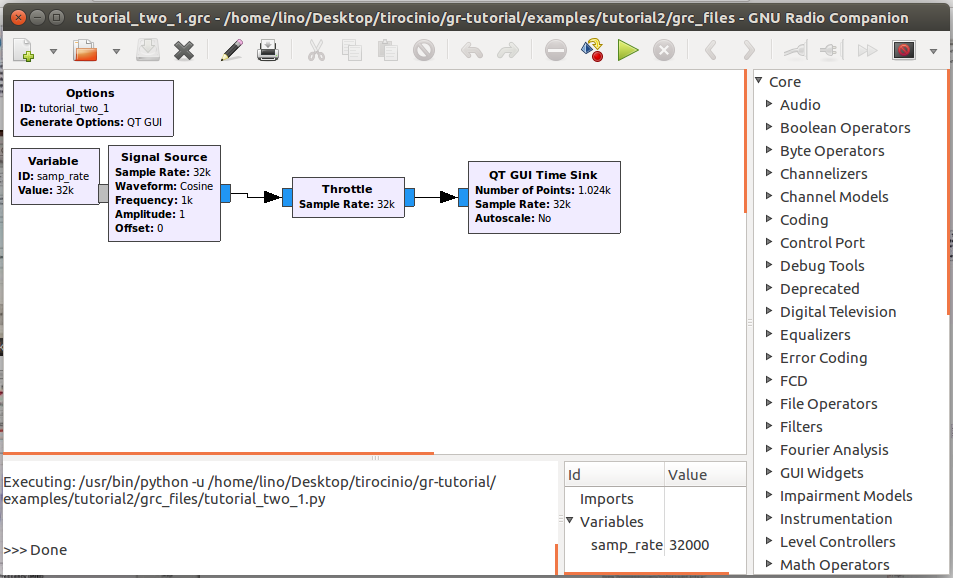 tutorial_two_1.grc - /home/lino/Desktop/tirocinio/gr-tutorial/examples/tutorial2/grc_files - GNU Radio Companion
Options
ID: tutorial_two_1
Generate Options: QT GUI
Variable
ID: samp_rate
Value: 32k
Signal Source
Sample Rate: 32k
Waveform: Cosine
Frequency: 1k
Amplitude: 1
Offset: 0
Throttle
Sample Rate: 32k
QT GUI Time Sink
Number of Points: 1.024k
Sample Rate: 32k
Autoscale: No
Core
Audio
Boolean Operators
Byte Operators
Channelizers
Channel Models
Coding
Control Port
Debug Tools
Deprecated
Digital Television
Equalizers
Error Coding
FCD
File Operators
Filters
Fourier Analysis
GUI Widgets
Impairment Models
Instrumentation
Level Controllers
Math Operators
Executing: /usr/bin/python -u /home/lino/Desktop/tirocinio/gr-tutorial/
examples/tutorial2/grc_files/tutorial_two_1.py
>>> Done
Id Value
Imports
Variables
samp_rate 32000